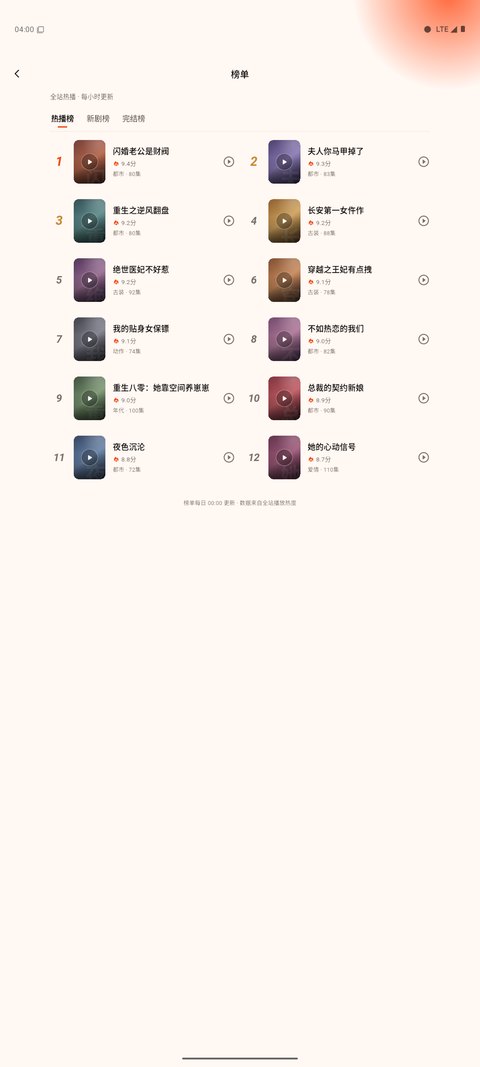 04:00
LTE
榜单
全站热播 · 每小时更新
热播榜 新剧榜 完结榜
1
闪婚老公是财阀
9.4分
都市 · 80集
2
夫人你马甲掉了
9.3分
都市 · 83集
3
重生之逆风翻盘
9.2分
都市 · 80集
4
长安第一女仵作
9.2分
古装 · 88集
5
绝世医妃不好惹
9.2分
古装 · 92集
6
穿越之王妃有点拽
9.1分
古装 · 78集
7
我的贴身女保镖
9.1分
动作 · 74集
8
不如热恋的我们
9.0分
都市 · 82集
9
重生八零：她靠空间养崽崽
9.0分
年代 · 100集
10
总裁的契约新娘
8.9分
都市 · 90集
11
夜色沉沦
8.8分
都市 · 72集
12
她的心动信号
8.7分
爱情 · 110集
榜单每日 00:00 更新 · 数据来自全站播放热度